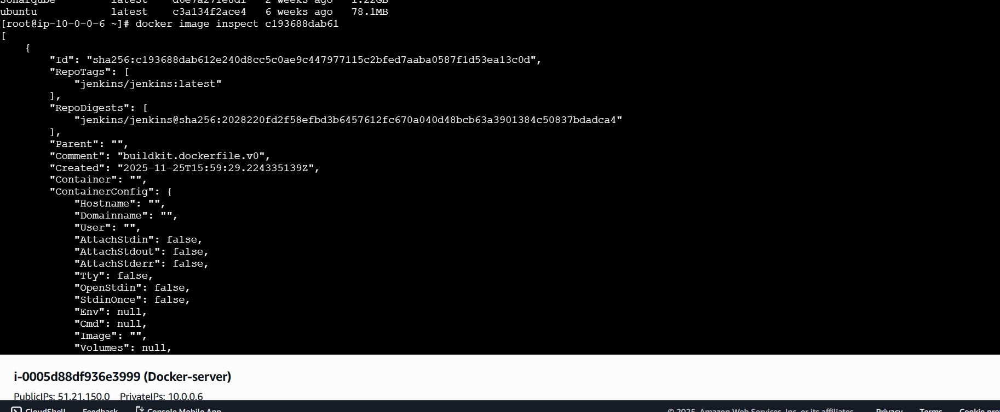 sonarqube latest d6e7a271e8df 2 weeks ago 1.22GB
ubuntu latest c3a134f2ace4 6 weeks ago 78.1MB
[root@ip-10-0-0-6 ~]# docker image inspect c193688dab61
[
    {
        "Id": "sha256:c193688dab612e240d8cc5c0ae9c447977115c2bfed7aaba0587f1d53ea13c0d",
        "RepoTags": [
            "jenkins/jenkins:latest"
        ],
        "RepoDigests": [
            "jenkins/jenkins@sha256:2028220fd2f58efbd3b6457612fc670a040d48bcb63a3901384c50837bdadca4"
        ],
        "Parent": "",
        "Comment": "buildkit.dockerfile.v0",
        "Created": "2025-11-25T15:59:29.224335139Z",
        "Container": "",
        "ContainerConfig": {
            "Hostname": "",
            "Domainname": "",
            "User": "",
            "AttachStdin": false,
            "AttachStdout": false,
            "AttachStderr": false,
            "Tty": false,
            "OpenStdin": false,
            "StdinOnce": false,
            "Env": null,
            "Cmd": null,
            "Image": "",
            "Volumes": null,
i-0005d88df936e3999 (Docker-server)
PublicIPs: 51.21.150.0 PrivateIPs: 10.0.0.6
CloudShell Feedback Console Mobile App © 2025, Amazon Web Services, Inc. or its affiliates. Privacy Terms Cookie